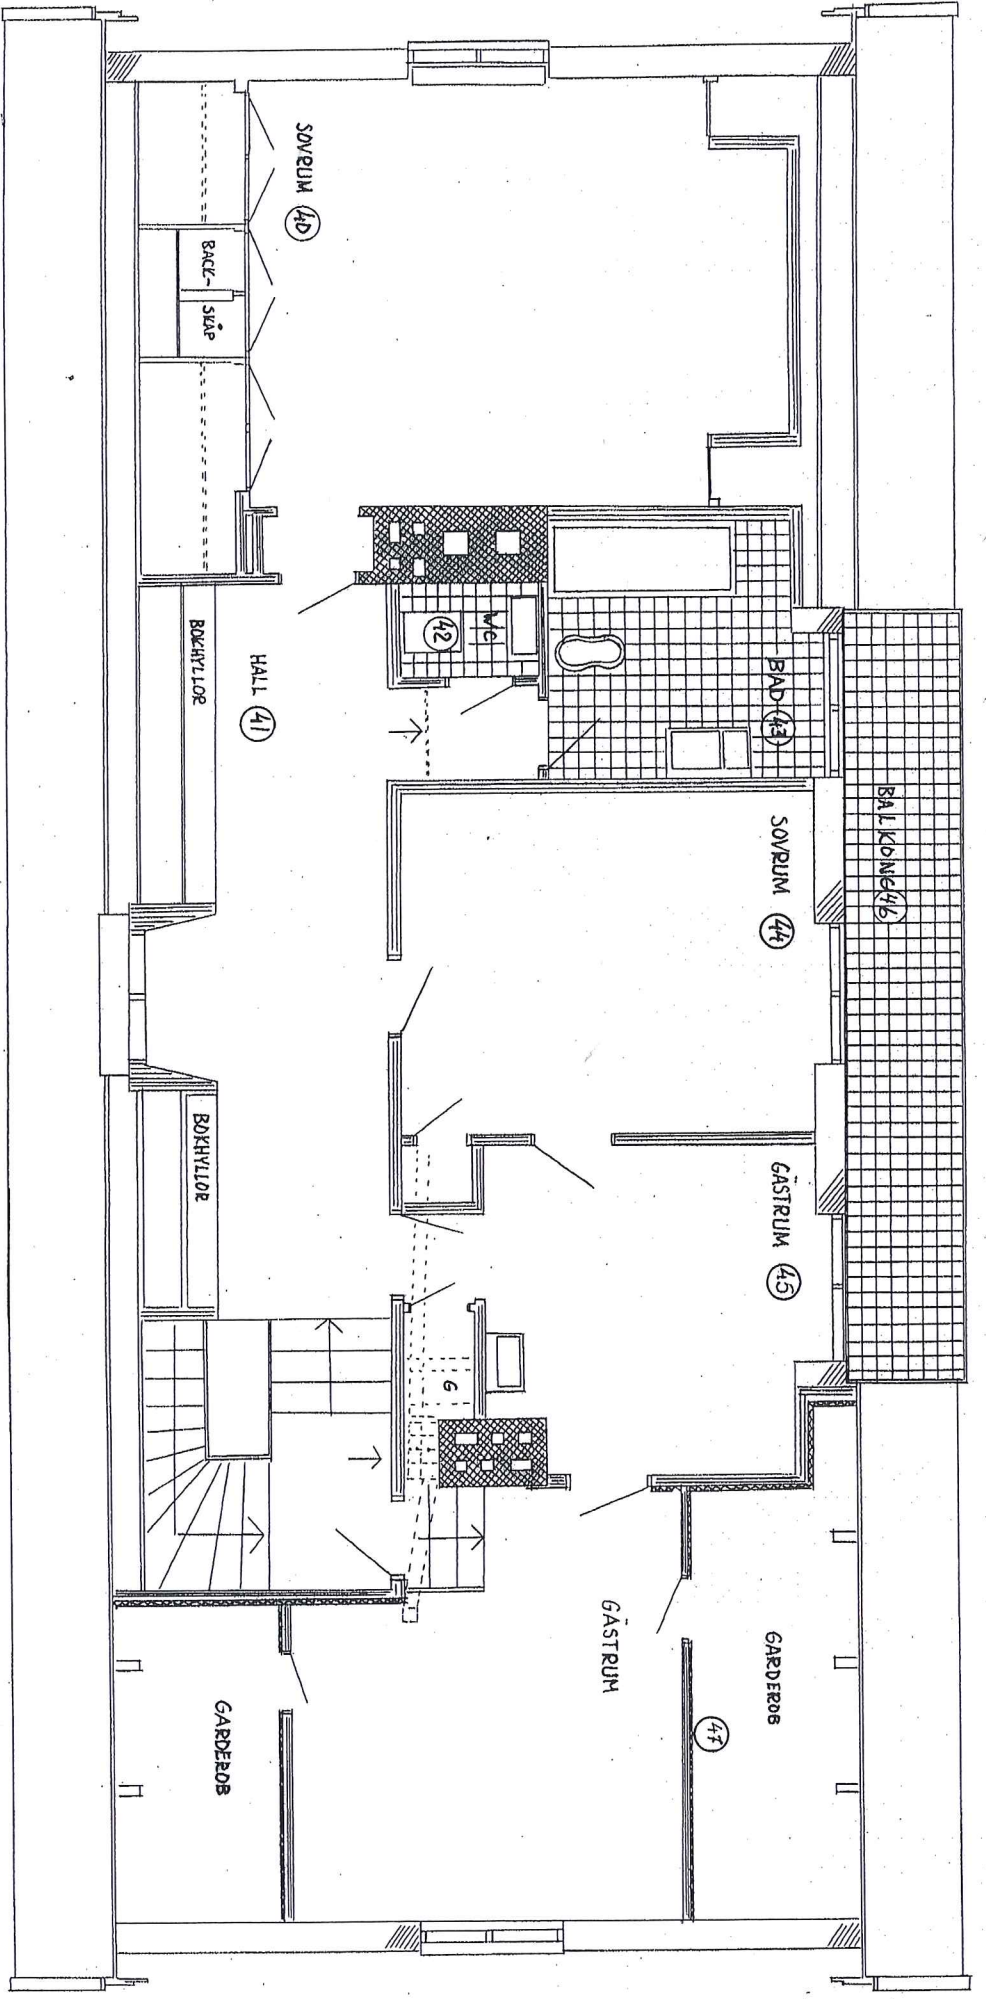 SOVRUM 40
BACK-SKÅP
BOKHYLLOR
HALL 41
WC
42
BAD 43
BALKONG 46
SOVRUM 44
BOKHYLLOR
GÄSTRUM 45
G
GÄSTRUM
GARDEROB
47
GARDEROB